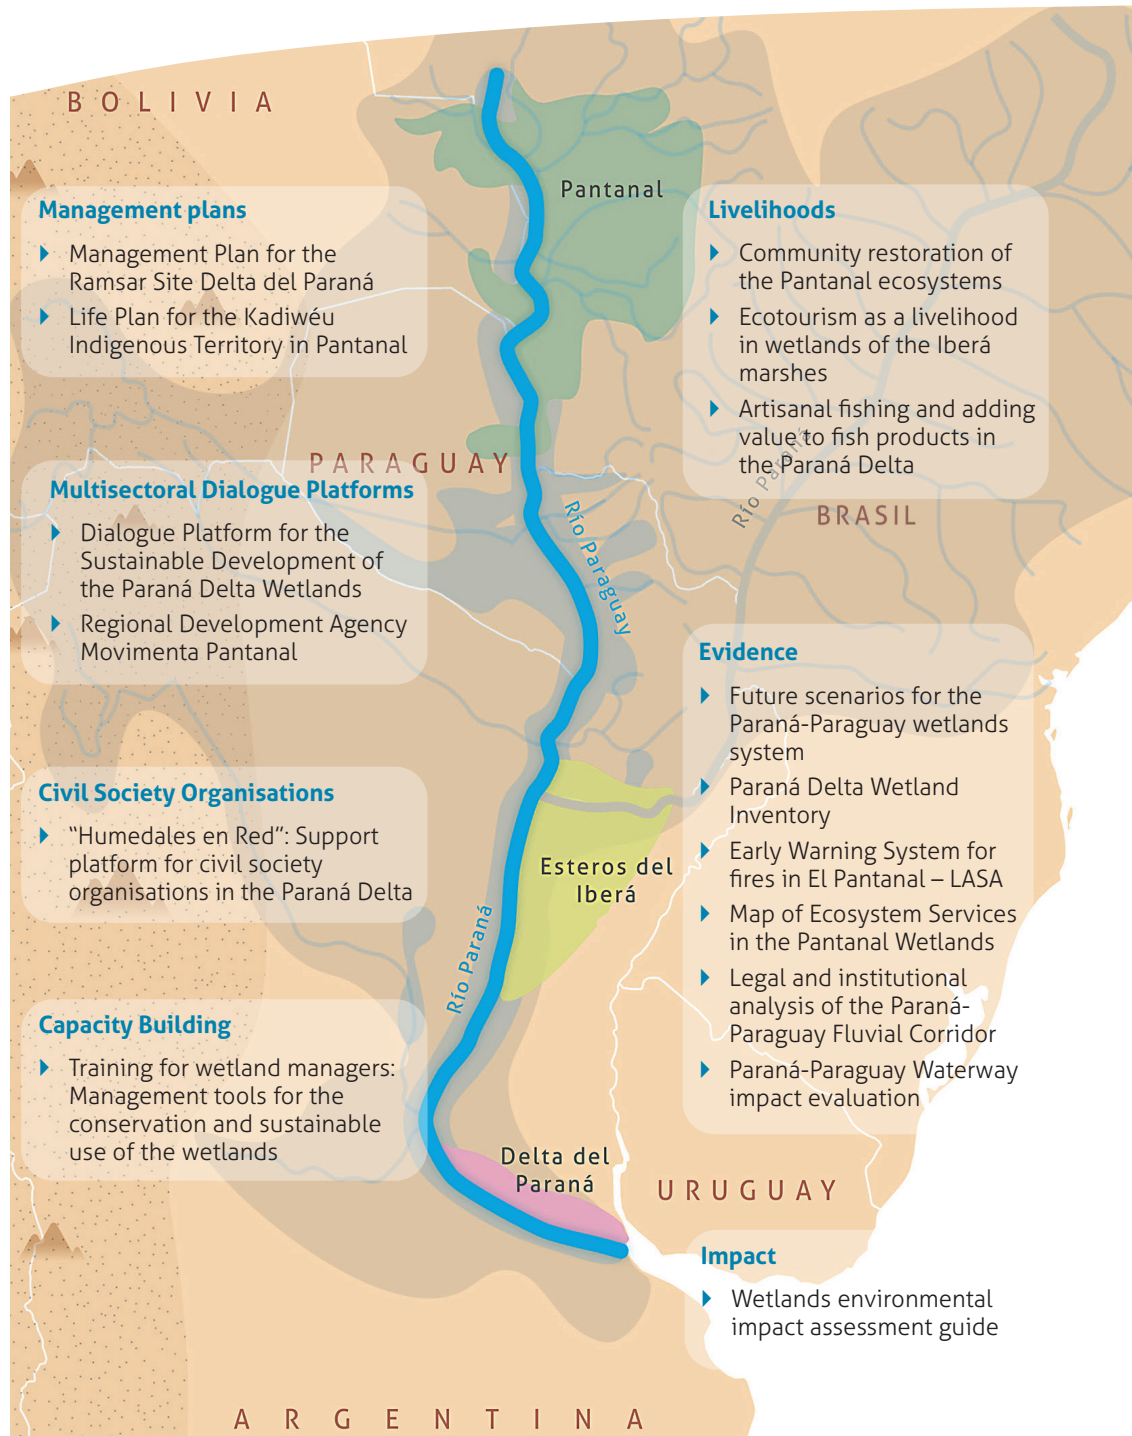 BOLIVIA
Pantanal
Management plans
Management Plan for the
Ramsar Site Delta del Paraná
Life Plan for the Kadiwéu
Indigenous Territory in Pantanal
Livelihoods
Community restoration of
the Pantanal ecosystems
Ecotourism as a livelihood
in wetlands of the Iberá
marshes
Artisanal fishing and adding
value to fish products in
the Paraná Delta
PARAGUAY
Río Paraná
BRASIL
Río Paraguay
Multisectoral Dialogue Platforms
Dialogue Platform for the
Sustainable Development of
the Paraná Delta Wetlands
Regional Development Agency
Movimenta Pantanal
Evidence
Future scenarios for the
Paraná-Paraguay wetlands
system
Paraná Delta Wetland
Inventory
Early Warning System for
fires in El Pantanal – LASA
Map of Ecosystem Services
in the Pantanal Wetlands
Legal and institutional
analysis of the Paraná-
Paraguay Fluvial Corridor
Paraná-Paraguay Waterway
impact evaluation
Civil Society Organisations
“Humedales en Red”: Support
platform for civil society
organisations in the Paraná Delta
Esteros del
Iberá
Río Paraná
Capacity Building
Training for wetland managers:
Management tools for the
conservation and sustainable
use of the wetlands
Delta del
Paraná
URUGUAY
Impact
Wetlands environmental
impact assessment guide
ARGENTINA